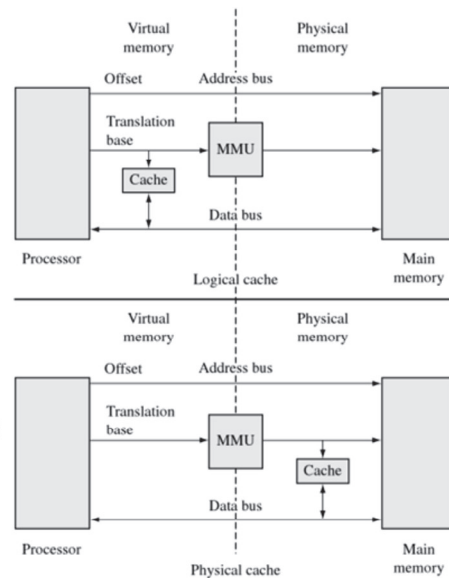 Virtual
memory
Physical
memory
Offset
Address bus
Translation
base
MMU
Cache
Data bus
Processor
Main
memory
Logical cache
Virtual
memory
Physical
memory
Offset
Address bus
Translation
base
MMU
Cache
Data bus
Processor
Main
memory
Physical cache